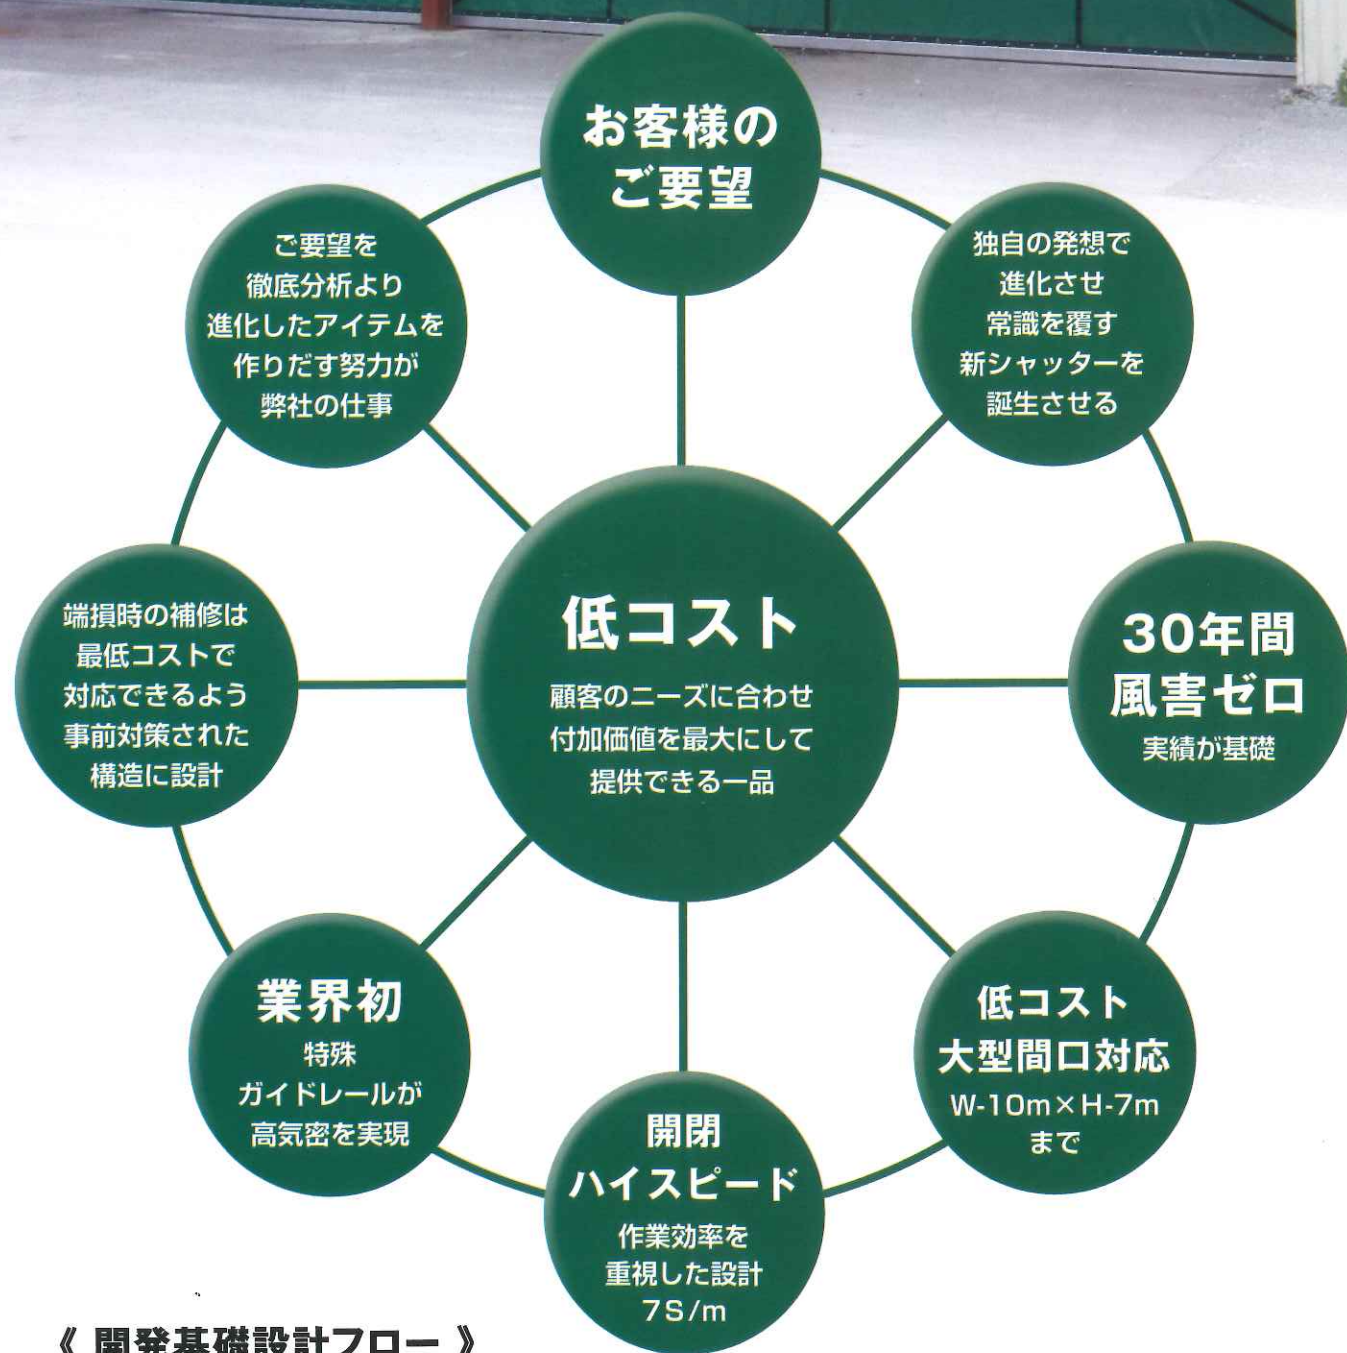 お客様の
ご要望
独自の発想で
進化させ
常識を覆す
新シャッターを
誕生させる
30年間
風害ゼロ
実績が基礎
低コスト
大型間口対応
W-10m×H-7m
まで
開閉
ハイスピード
作業効率を
重視した設計
7S/m
業界初
特殊
ガイドレールが
高気密を実現
端損時の補修は
最低コストで
対応できるよう
事前対策された
構造に設計
ご要望を
徹底分析より
進化したアイテムを
作りだす努力が
弊社の仕事
低コスト
顧客のニーズに合わせ
付加価値を最大にして
提供できる一品
《 開発基礎設計フロー 》